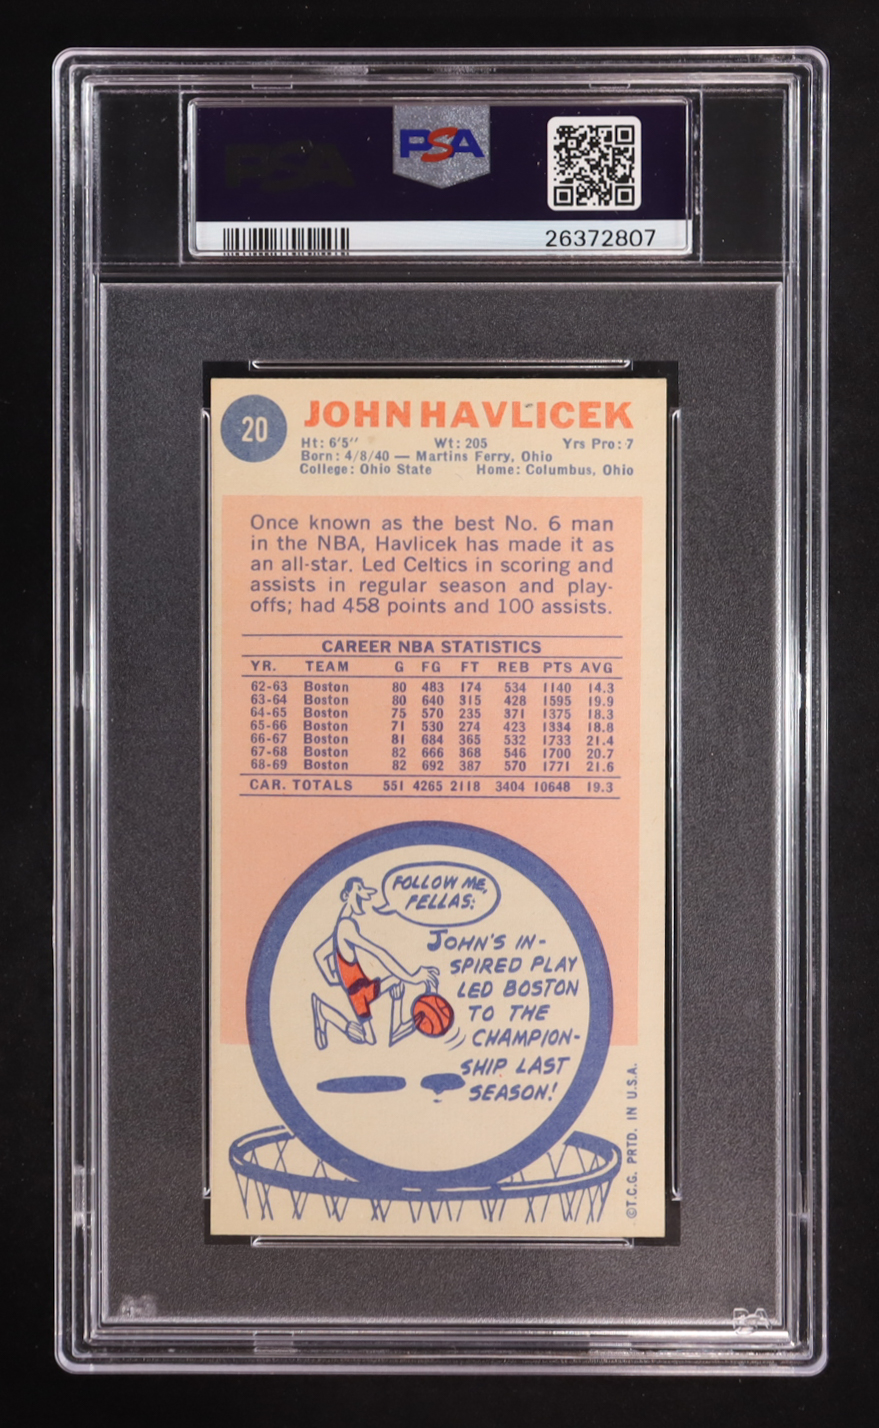 PSA
PSA
26372807
20
JOHN HAVLICEK
Ht: 6'5'' Wt: 205 Yrs Pro: 7
Born: 4/8/40 — Martins Ferry, Ohio
College: Ohio State Home: Columbus, Ohio
Once known as the best No. 6 man
in the NBA, Havlicek has made it as
an all-star. Led Celtics in scoring and
assists in regular season and play-
offs; had 458 points and 100 assists.
CAREER NBA STATISTICS
YR. TEAM G FG FT REB PTS AVG
62-63 Boston 80 483 174 534 1140 14.3
63-64 Boston 80 640 315 428 1595 19.9
64-65 Boston 75 570 235 371 1375 18.3
65-66 Boston 71 530 274 423 1334 18.8
66-67 Boston 81 684 365 532 1733 21.4
67-68 Boston 82 666 368 546 1700 20.7
68-69 Boston 82 692 387 570 1771 21.6
CAR. TOTALS 551 4265 2118 3404 10648 19.3
FOLLOW ME,
FELLAS!
JOHN'S IN-
SPIRED PLAY
LED BOSTON
TO THE
CHAMPION-
SHIP LAST
SEASON!
©T.C.G. PRTD. IN U.S.A.
PSA